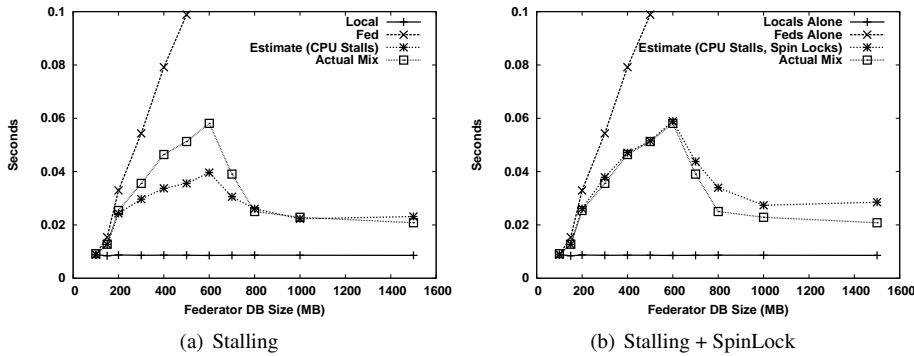 0.1
0.08
0.06
0.04
0.02
0
Seconds
0 200 400 600 800 1000 1200 1400 1600
Federator DB Size (MB)
Local
Fed
Estimate (CPU Stalls)
Actual Mix
(a) Stalling
0.1
0.08
0.06
0.04
0.02
0
Seconds
0 200 400 600 800 1000 1200 1400 1600
Federator DB Size (MB)
Locals Alone
Feds Alone
Estimate (CPU Stalls, Spin Locks)
Actual Mix
(b) Stalling + SpinLock